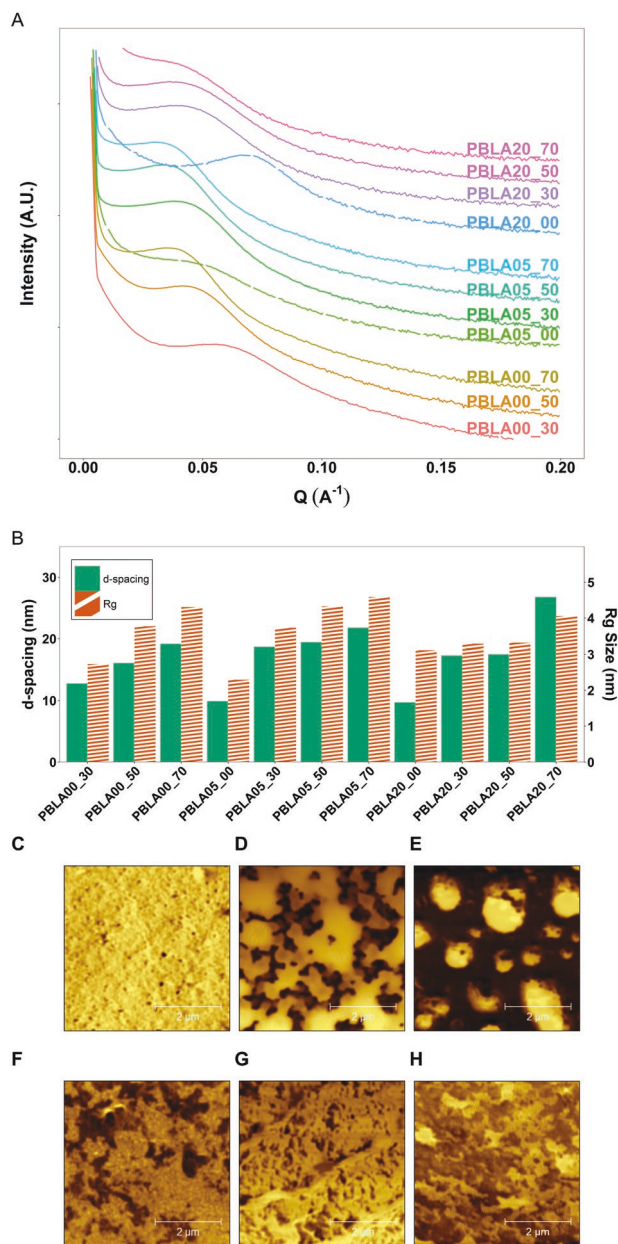 A
Intensity (A.U.)
PBLA20_70
PBLA20_50
PBLA20_30
PBLA20_00
PBLA05_70
PBLA05_50
PBLA05_30
PBLA05_00
PBLA00_70
PBLA00_50
PBLA00_30
0.00 0.05 0.10 0.15 0.20
Q (A⁻¹)
B
d-spacing
Rg
30
20
10
0
d-spacing (nm)
5
4
3
2
1
0
Rg Size (nm)
PBLA00_30 PBLA00_50 PBLA00_70 PBLA05_00 PBLA05_30 PBLA05_50 PBLA05_70 PBLA20_00 PBLA20_30 PBLA20_50 PBLA20_70
C D E
2 µm 2 µm 2 µm
F G H
2 µm 2 µm 2 µm